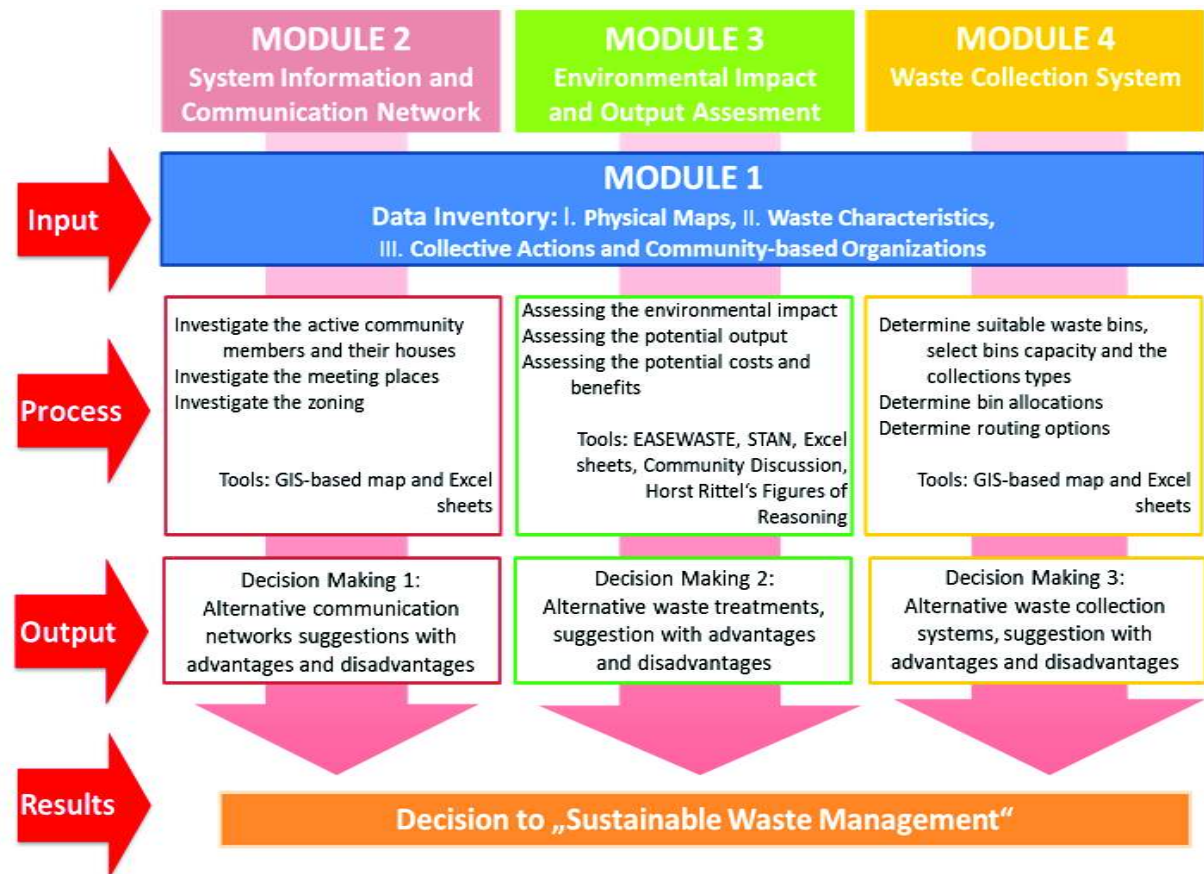 MODULE 2
System Information and
Communication Network
MODULE 3
Environmental Impact
and Output Assesment
MODULE 4
Waste Collection System
Input
MODULE 1
Data Inventory: I. Physical Maps, II. Waste Characteristics,
III. Collective Actions and Community-based Organizations
Process
Investigate the active community
members and their houses
Investigate the meeting places
Investigate the zoning
Tools: GIS-based map and Excel
sheets
Assessing the environmental impact
Assessing the potential output
Assessing the potential costs and
benefits
Tools: EASEWASTE, STAN, Excel
sheets, Community Discussion,
Horst Rittel‘s Figures of
Reasoning
Determine suitable waste bins,
select bins capacity and the
collections types
Determine bin allocations
Determine routing options
Tools: GIS-based map and Excel
sheets
Output
Decision Making 1:
Alternative communication
networks suggestions with
advantages and disadvantages
Decision Making 2:
Alternative waste treatments,
suggestion with advantages
and disadvantages
Decision Making 3:
Alternative waste collection
systems, suggestion with
advantages and disadvantages
Results
Decision to „Sustainable Waste Management“